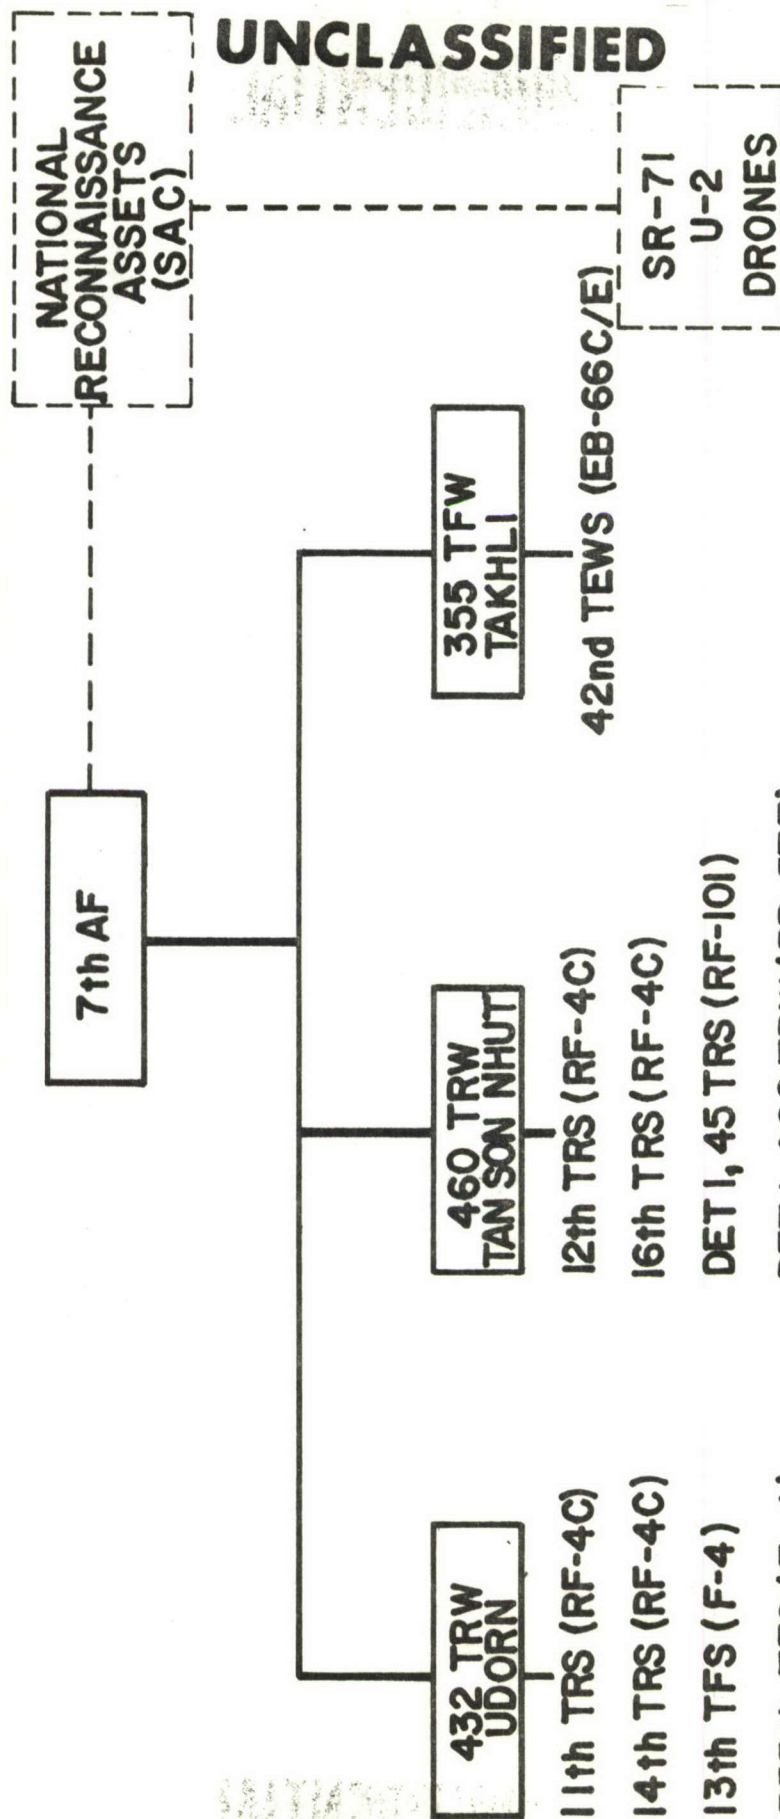 UNCLASSIFIED
NATIONAL
RECONNAISSANCE
ASSETS
(SAC)
7th AF
SR-71
U-2
DRONES
432 TRW
UDORN
11th TRS (RF-4C)
14th TRS (RF-4C)
13th TFS (F-4)
460 TRW
TAN SON NHUT
12th TRS (RF-4C)
16th TRS (RF-4C)
DET 1, 45 TRS (RF-101)
355 TFW
TAKHLI
42nd TEWS (EB-66C/E)